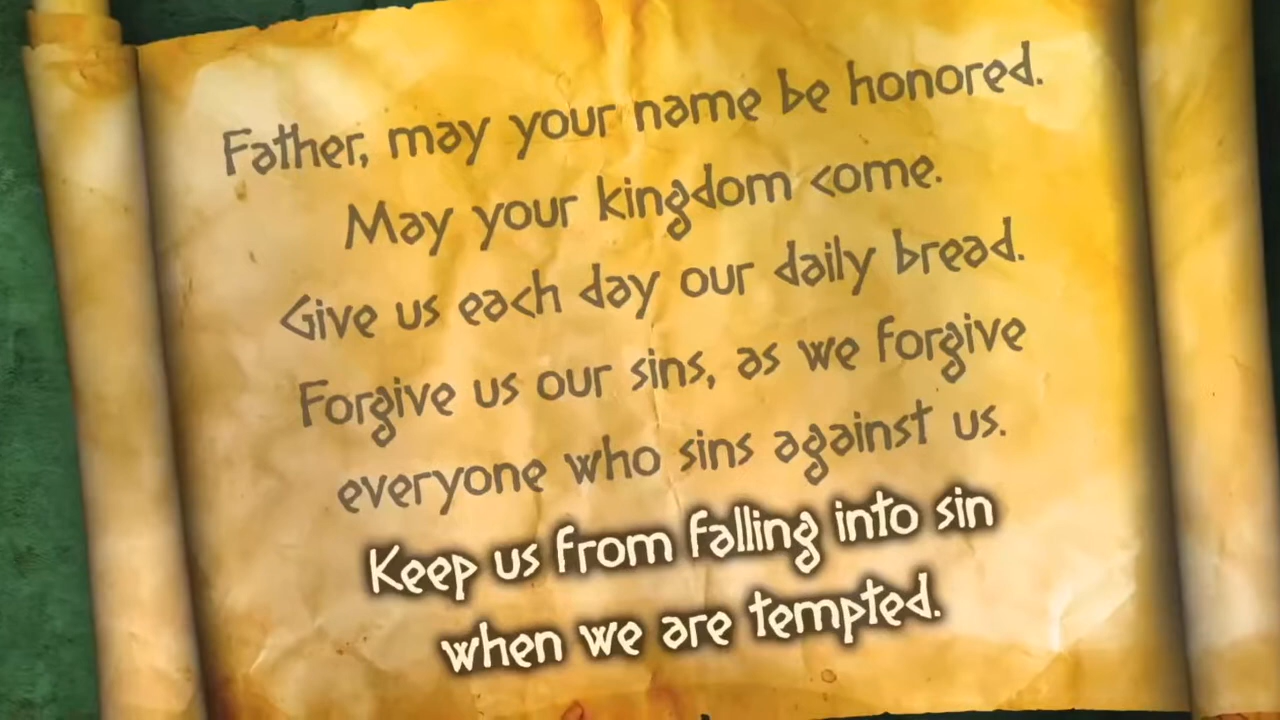 Father, may your name be honored.
May your kingdom come.
Give us each day our daily bread.
Forgive us our sins, as we forgive
everyone who sins against us.
Keep us from falling into sin
when we are tempted.